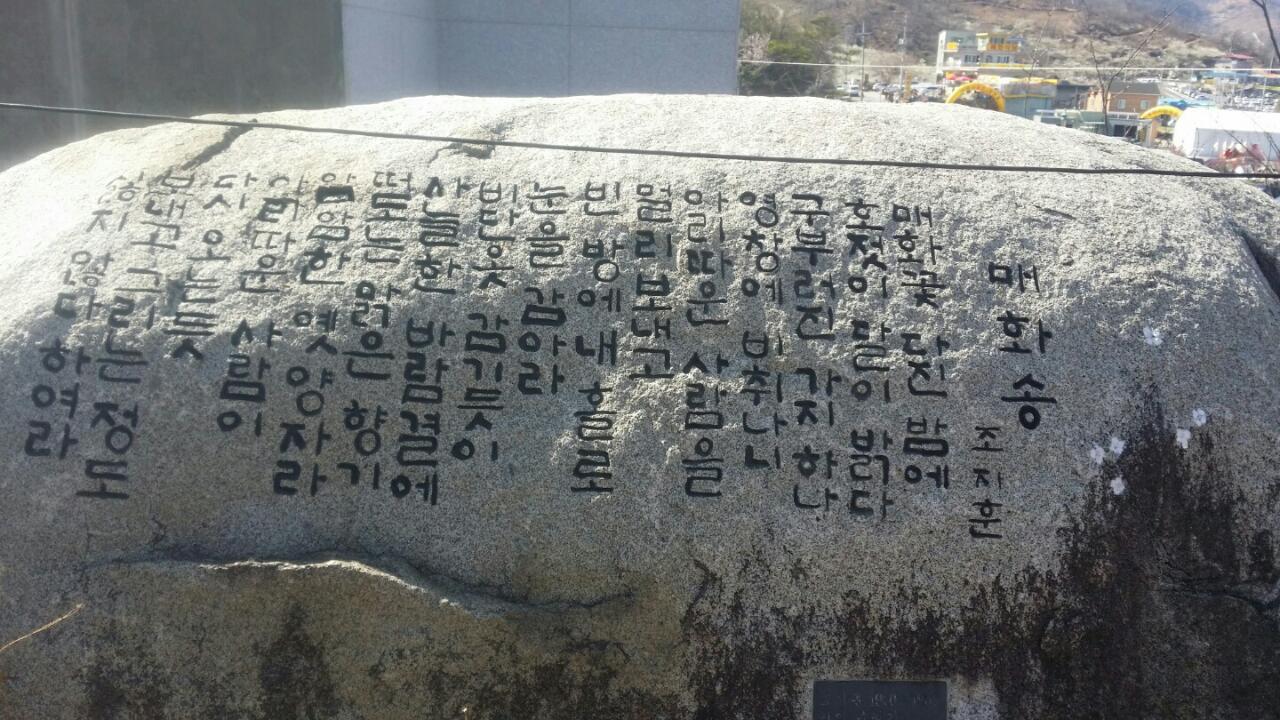 매화송
조지훈
매화꽃 다진 밤에
호젓이 달이 밝다
구부러진 가지 하나
영창에 비취나니
아리따운 사람을
멀리 보내고
빈 방에 내 홀로
눈을 감아라
비단옷 감기듯이
사늘한 바람결에
떠도는 맑은 향기
암암한 옛 양자라
아리따운 사람이
다시 오는 듯
보내고 그리는 정도
싫지 않다 하여라